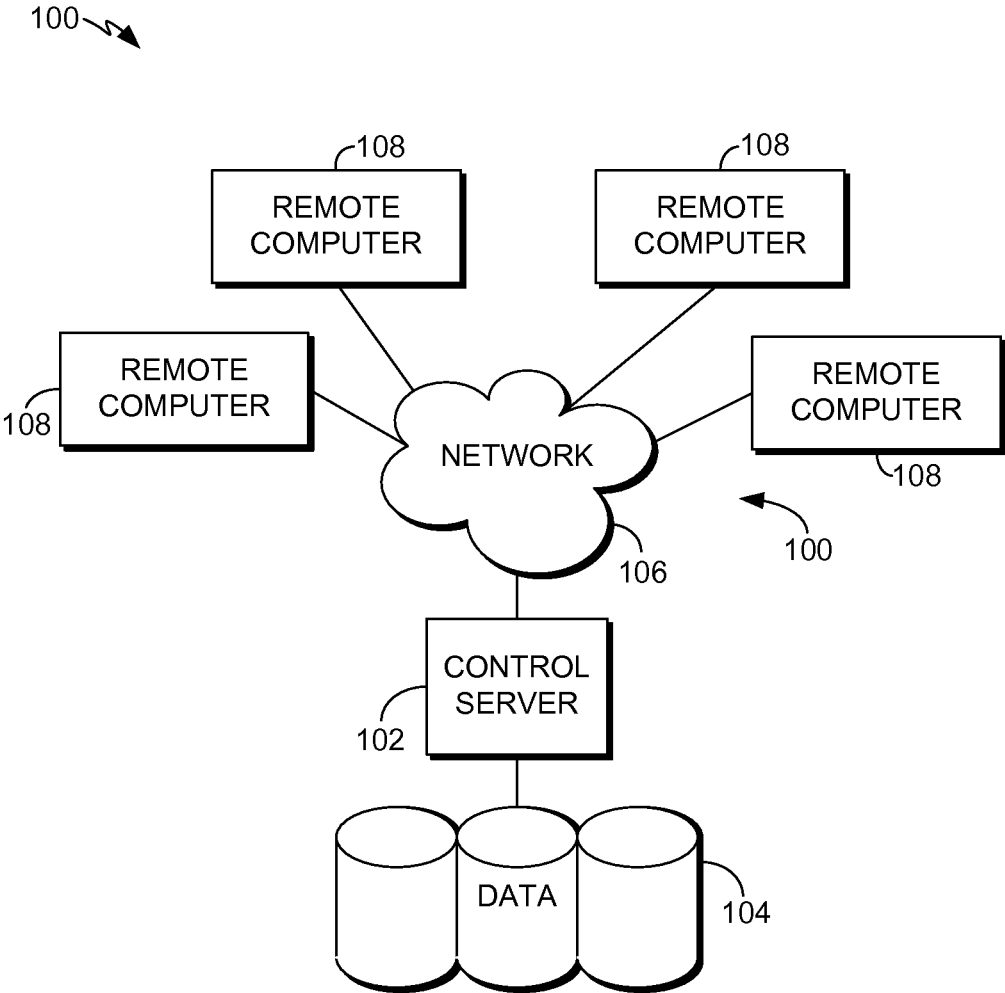 100
108
108
REMOTE
COMPUTER
REMOTE
COMPUTER
REMOTE
COMPUTER
REMOTE
COMPUTER
108
108
NETWORK
100
106
CONTROL
SERVER
102
DATA
104